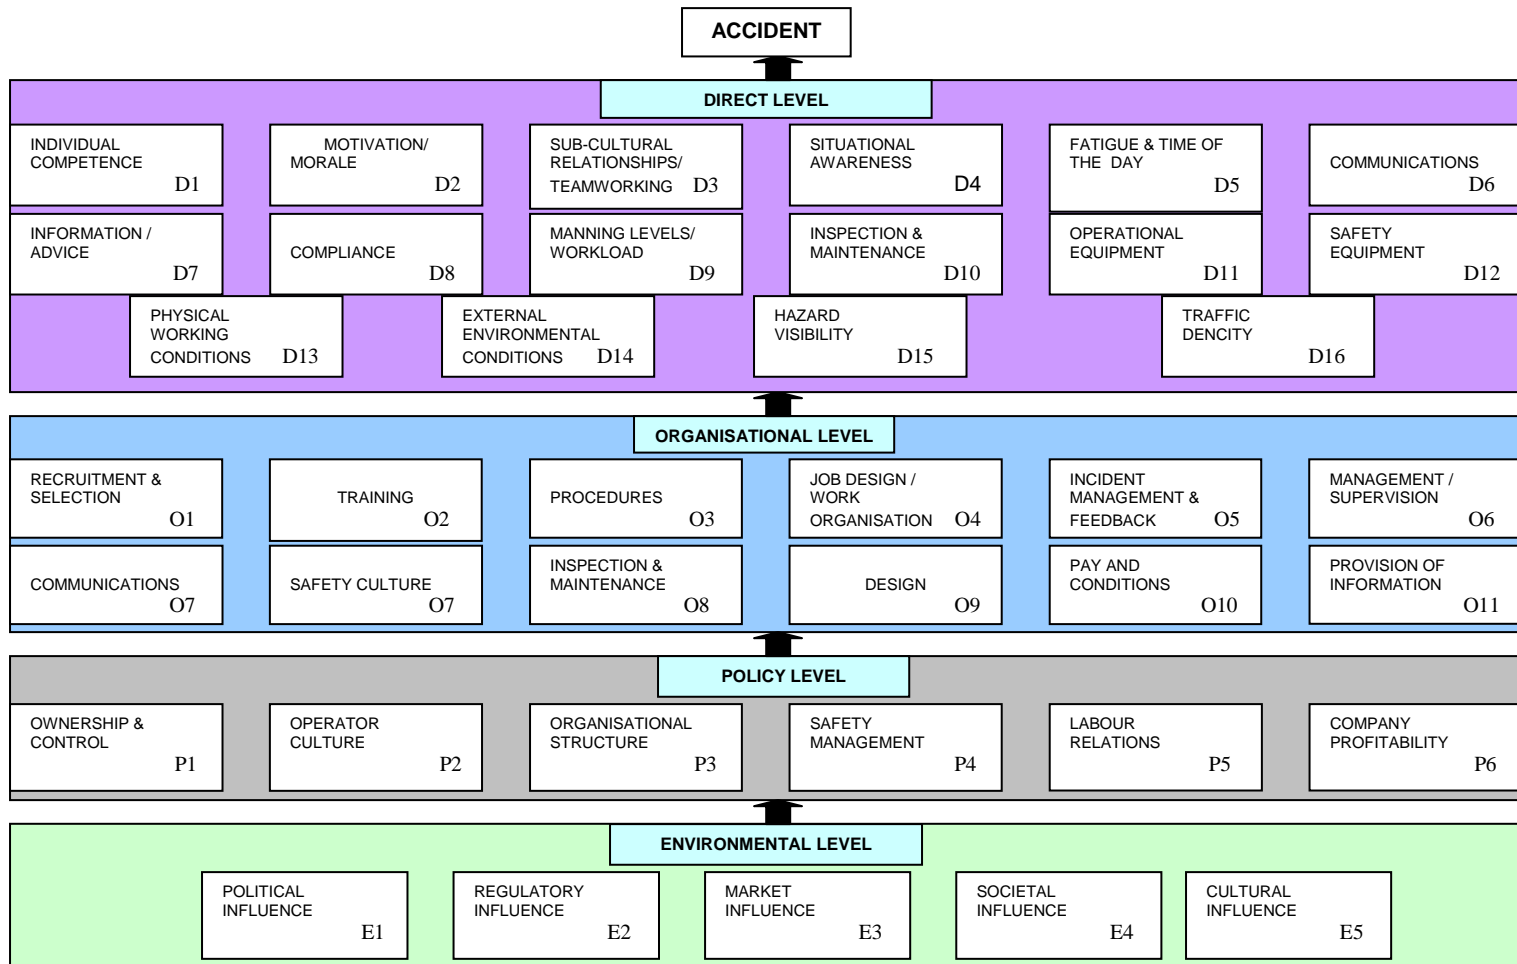 ACCIDENT
DIRECT LEVEL
INDIVIDUAL
COMPETENCE
D1
MOTIVATION/
MORALE
D2
SUB-CULTURAL
RELATIONSHIPS/
TEAMWORKING D3
SITUATIONAL
AWARENESS
D4
FATIGUE & TIME OF
THE DAY
D5
COMMUNICATIONS
D6
INFORMATION /
ADVICE
D7
COMPLIANCE
D8
MANNING LEVELS/
WORKLOAD
D9
INSPECTION &
MAINTENANCE
D10
OPERATIONAL
EQUIPMENT
D11
SAFETY
EQUIPMENT
D12
PHYSICAL
WORKING
CONDITIONS D13
EXTERNAL
ENVIRONMENTAL
CONDITIONS D14
HAZARD
VISIBILITY
D15
TRAFFIC
DENCITY
D16
ORGANISATIONAL LEVEL
RECRUITMENT &
SELECTION
O1
TRAINING
O2
PROCEDURES
O3
JOB DESIGN /
WORK
ORGANISATION O4
INCIDENT
MANAGEMENT &
FEEDBACK O5
MANAGEMENT /
SUPERVISION
O6
COMMUNICATIONS
O7
SAFETY CULTURE
O7
INSPECTION &
MAINTENANCE
O8
DESIGN
O9
PAY AND
CONDITIONS
O10
PROVISION OF
INFORMATION
O11
POLICY LEVEL
OWNERSHIP &
CONTROL
P1
OPERATOR
CULTURE
P2
ORGANISATIONAL
STRUCTURE
P3
SAFETY
MANAGEMENT
P4
LABOUR
RELATIONS
P5
COMPANY
PROFITABILITY
P6
ENVIRONMENTAL LEVEL
POLITICAL
INFLUENCE
E1
REGULATORY
INFLUENCE
E2
MARKET
INFLUENCE
E3
SOCIETAL
INFLUENCE
E4
CULTURAL
INFLUENCE
E5